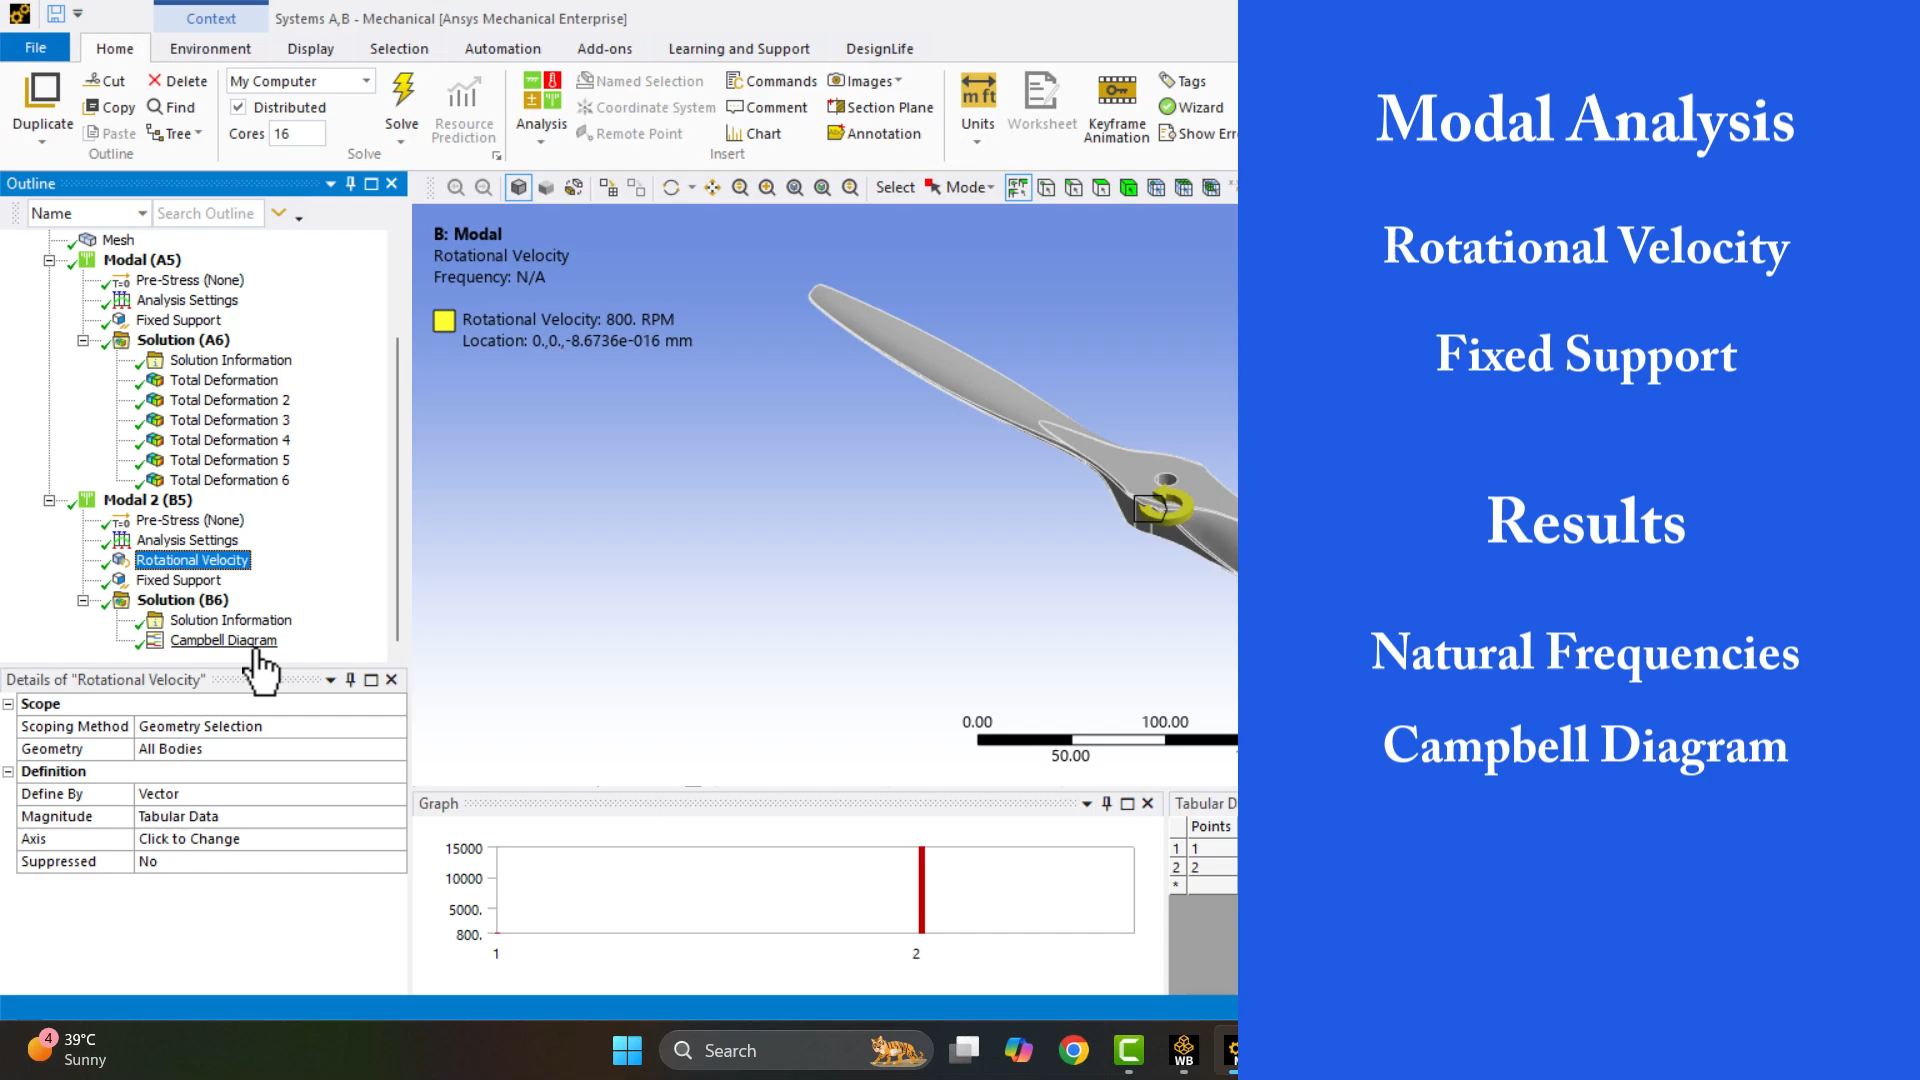 Context
Systems A,B - Mechanical [Ansys Mechanical Enterprise]
File
Home
Environment
Display
Selection
Automation
Add-ons
Learning and Support
DesignLife
Duplicate
Cut
Copy
Paste
Delete
Find
Tree
Outline
My Computer
Distributed
Cores
16
Solve
Resource
Prediction
Solve
Analysis
Named Selection
Coordinate System
Remote Point
Commands
Comment
Chart
Images
Section Plane
Annotation
Insert
m ft
Units
Worksheet
Keyframe
Animation
Tags
Wizard
Show Err
Outline
Name
Search Outline
Select
Mode
Mesh
Modal (A5)
Pre-Stress (None)
Analysis Settings
Fixed Support
Solution (A6)
Solution Information
Total Deformation
Total Deformation 2
Total Deformation 3
Total Deformation 4
Total Deformation 5
Total Deformation 6
Modal 2 (B5)
Pre-Stress (None)
Analysis Settings
Rotational Velocity
Fixed Support
Solution (B6)
Solution Information
Campbell Diagram
Details of "Rotational Velocity"
Scope
Scoping Method Geometry Selection
Geometry All Bodies
Definition
Define By Vector
Magnitude Tabular Data
Axis Click to Change
Suppressed No
B: Modal
Rotational Velocity
Frequency: N/A
Rotational Velocity: 800. RPM
Location: 0.,0.,-8.6736e-016 mm
0.00 100.00
50.00
Graph
15000
10000
5000.
800.
1 2
Tabular D
Points
1 1
2 2
*
Modal Analysis
Rotational Velocity
Fixed Support
Results
Natural Frequencies
Campbell Diagram
4
39°C
Sunny
Search
WB